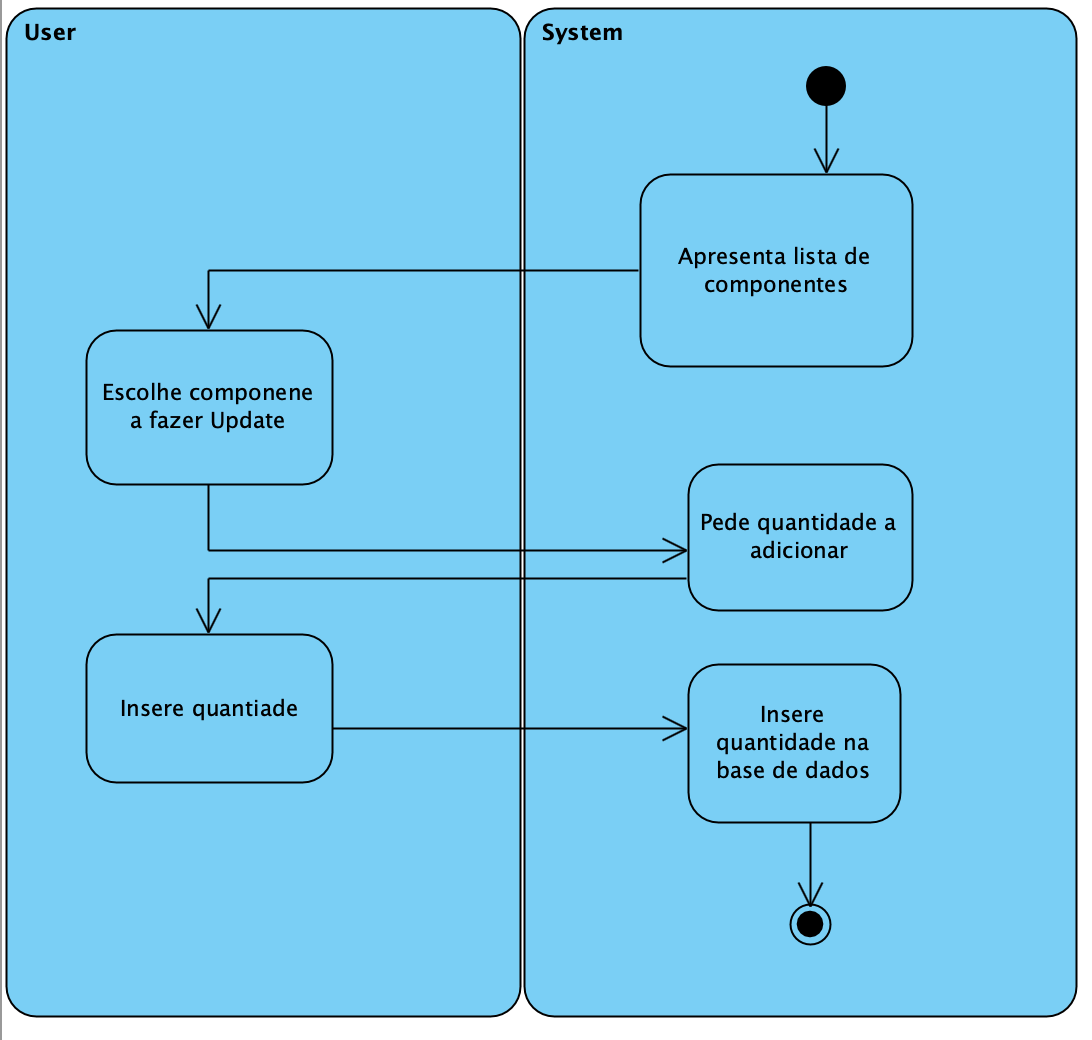 User
System
Apresenta lista de
componentes
Escolhe componene
a fazer Update
Pede quantidade a
adicionar
Insere quantiade
Insere
quantidade na
base de dados